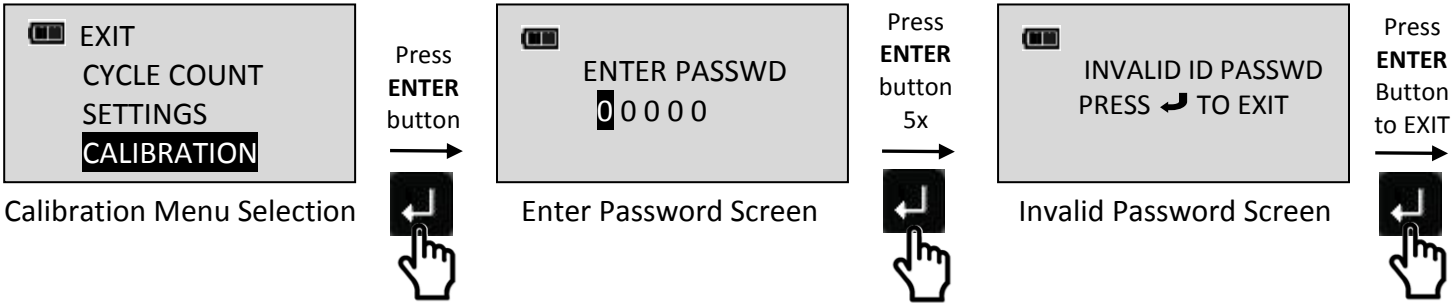 EXIT
CYCLE COUNT
SETTINGS
CALIBRATION
Calibration Menu Selection
Press
ENTER
button
ENTER PASSWD
0 0 0 0 0
Enter Password Screen
Press
ENTER
button
5x
INVALID ID PASSWD
PRESS ↵ TO EXIT
Invalid Password Screen
Press
ENTER
Button
to EXIT